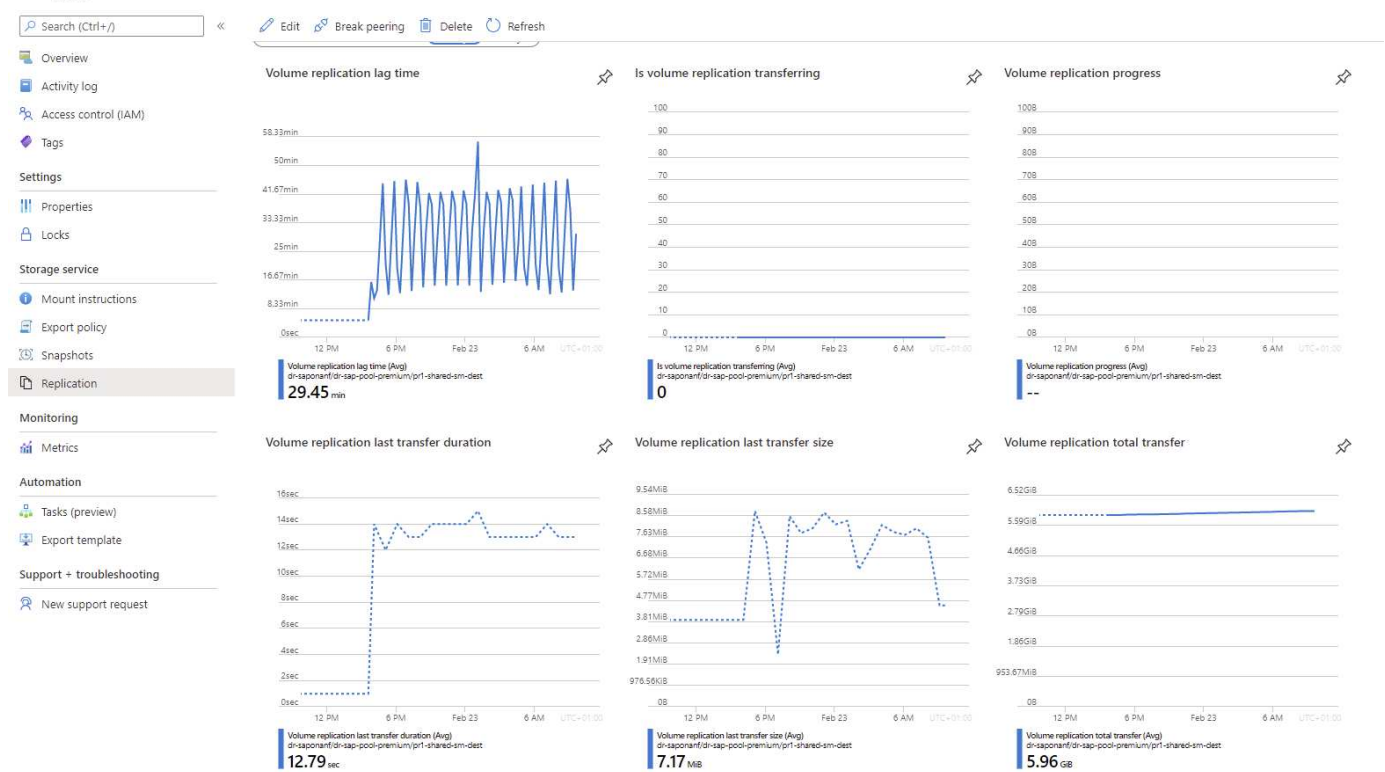 Search (Ctrl+/)
«
Edit
Break peering
Delete
Refresh
Overview
Activity log
Access control (IAM)
Tags
Settings
Properties
Locks
Storage service
Mount instructions
Export policy
Snapshots
Replication
Monitoring
Metrics
Automation
Tasks (preview)
Export template
Support + troubleshooting
New support request
Volume replication lag time
58.33min
50min
41.67min
33.33min
25min
16.67min
8.33min
0sec
12 PM 6 PM Feb 23 6 AM UTC+01:00
Volume replication lag time (Avg)
dr-saponanf/dr-sap-pool-premium/pr1-shared-sm-dest
29.45 min
Is volume replication transferring
100
90
80
70
60
50
40
30
20
10
0
12 PM 6 PM Feb 23 6 AM UTC+01:00
Is volume replication transferring (Avg)
dr-saponanf/dr-sap-pool-premium/pr1-shared-sm-dest
0
Volume replication progress
100B
90B
80B
70B
60B
50B
40B
30B
20B
10B
0B
12 PM 6 PM Feb 23 6 AM UTC+01:00
Volume replication progress (Avg)
dr-saponanf/dr-sap-pool-premium/pr1-shared-sm-dest
--
Volume replication last transfer duration
16sec
14sec
12sec
10sec
8sec
6sec
4sec
2sec
0sec
12 PM 6 PM Feb 23 6 AM UTC+01:00
Volume replication last transfer duration (Avg)
dr-saponanf/dr-sap-pool-premium/pr1-shared-sm-dest
12.79 sec
Volume replication last transfer size
9.54MiB
8.58MiB
7.63MiB
6.68MiB
5.72MiB
4.77MiB
3.81MiB
2.86MiB
1.91MiB
976.56KiB
0B
12 PM 6 PM Feb 23 6 AM UTC+01:00
Volume replication last transfer size (Avg)
dr-saponanf/dr-sap-pool-premium/pr1-shared-sm-dest
7.17 MiB
Volume replication total transfer
6.52GiB
5.59GiB
4.66GiB
3.73GiB
2.79GiB
1.86GiB
953.67MiB
0B
12 PM 6 PM Feb 23 6 AM UTC+01:00
Volume replication total transfer (Avg)
dr-saponanf/dr-sap-pool-premium/pr1-shared-sm-dest
5.96 GiB